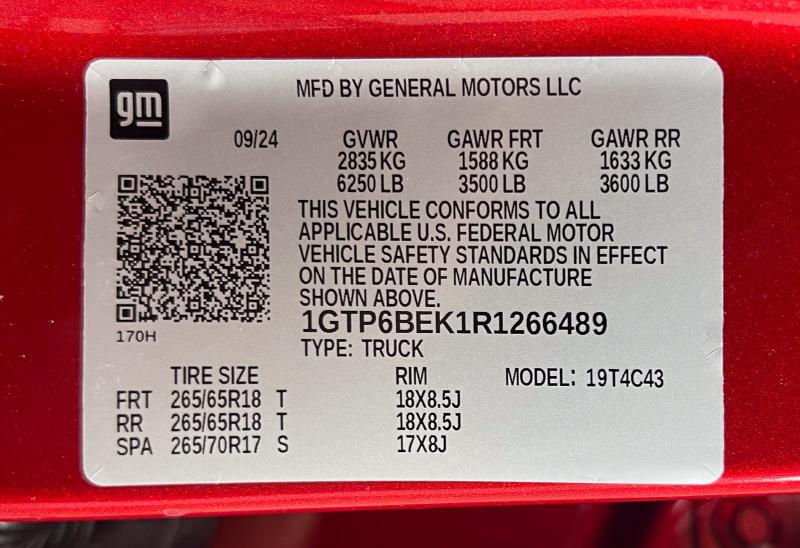 gm
MFD BY GENERAL MOTORS LLC
09/24 GVWR GAWR FRT GAWR RR
2835 KG 1588 KG 1633 KG
6250 LB 3500 LB 3600 LB
THIS VEHICLE CONFORMS TO ALL
APPLICABLE U.S. FEDERAL MOTOR
VEHICLE SAFETY STANDARDS IN EFFECT
ON THE DATE OF MANUFACTURE
SHOWN ABOVE.
1GTP6BEK1R1266489
170H
TYPE: TRUCK
TIRE SIZE RIM MODEL: 19T4C43
FRT 265/65R18 T 18X8.5J
RR 265/65R18 T 18X8.5J
SPA 265/70R17 S 17X8J